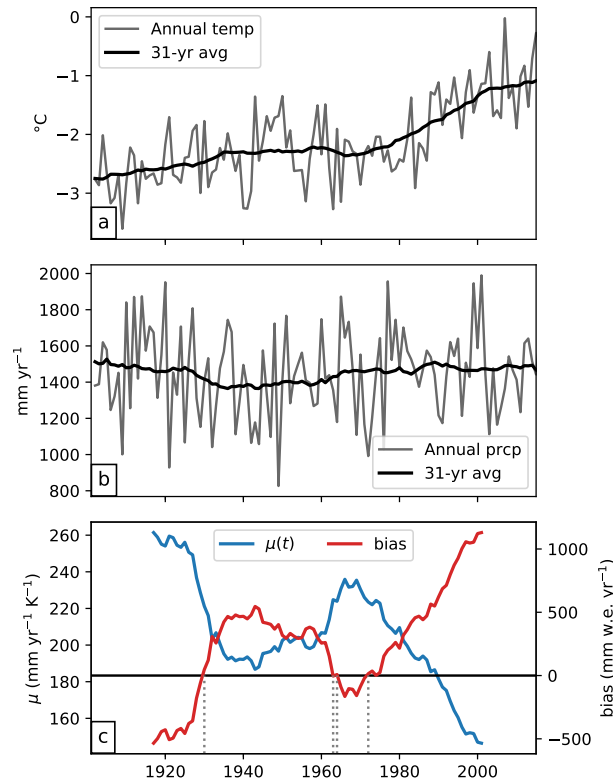 0
−1
−2
−3
°C
Annual temp
31-yr avg
a
2000
1800
1600
1400
1200
1000
800
mm yr⁻¹
Annual prcp
31-yr avg
b
260
240
220
200
180
160
μ (mm yr⁻¹ K⁻¹)
μ(t)
bias
1000
500
0
−500
bias (mm w.e. yr⁻¹)
c
1920
1940
1960
1980
2000